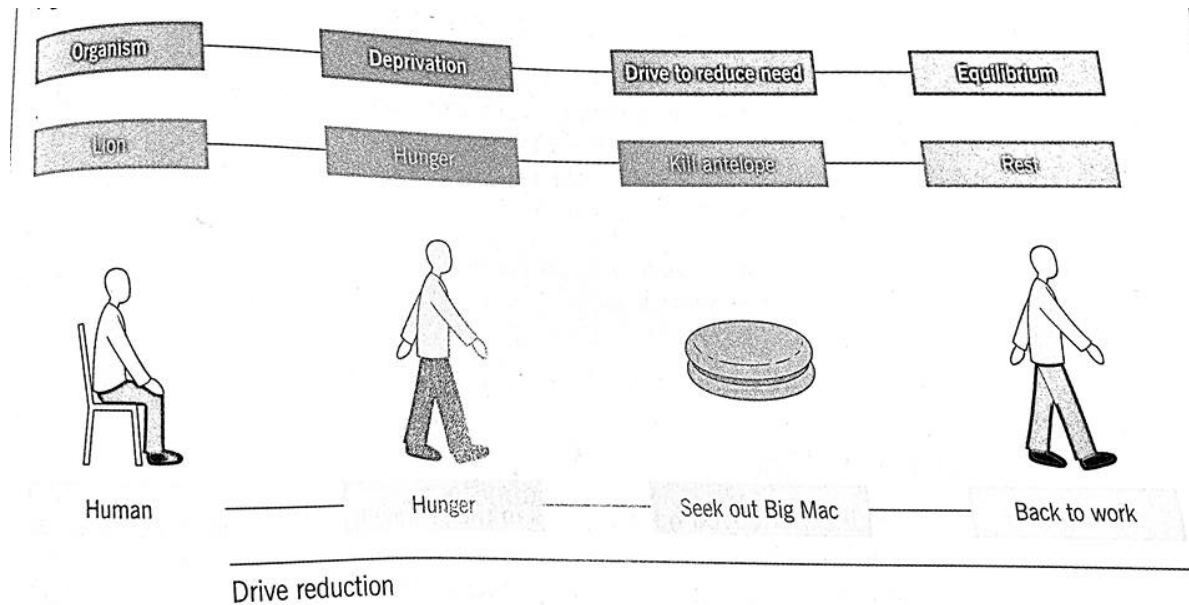 Organism Deprivation Drive to reduce need Equilibrium
Lion Hunger Kill antelope Rest
Human Hunger Seek out Big Mac Back to work
Drive reduction